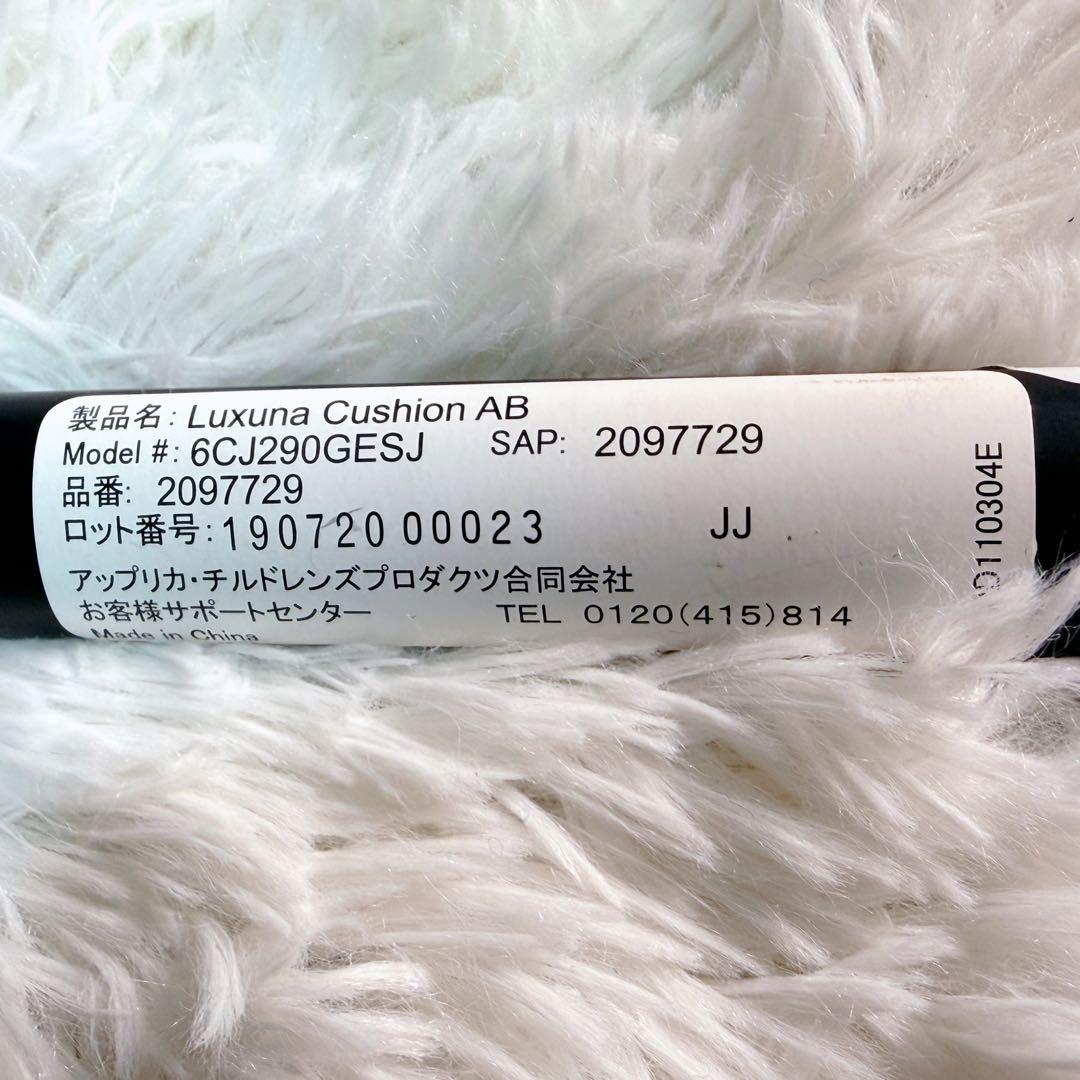 製品名: Luxuna Cushion AB
Model #: 6CJ290GESJ SAP: 2097729
品番: 2097729
ロット番号: 190720 00023 JJ
アップリカ・チルドレンズプロダクツ合同会社
お客様サポートセンター TEL 0120(415)814
Made in China